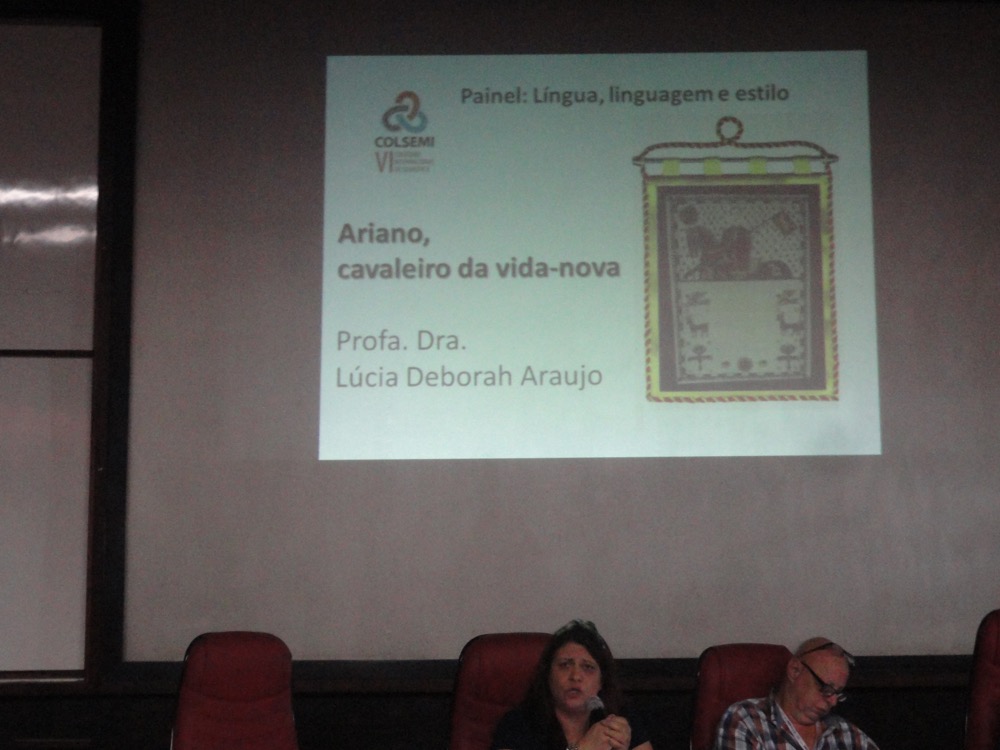 Painel: Língua, linguagem e estilo
COLSEMI
VI
Ariano,
cavaleiro da vida-nova
Profa. Dra.
Lúcia Deborah Araujo